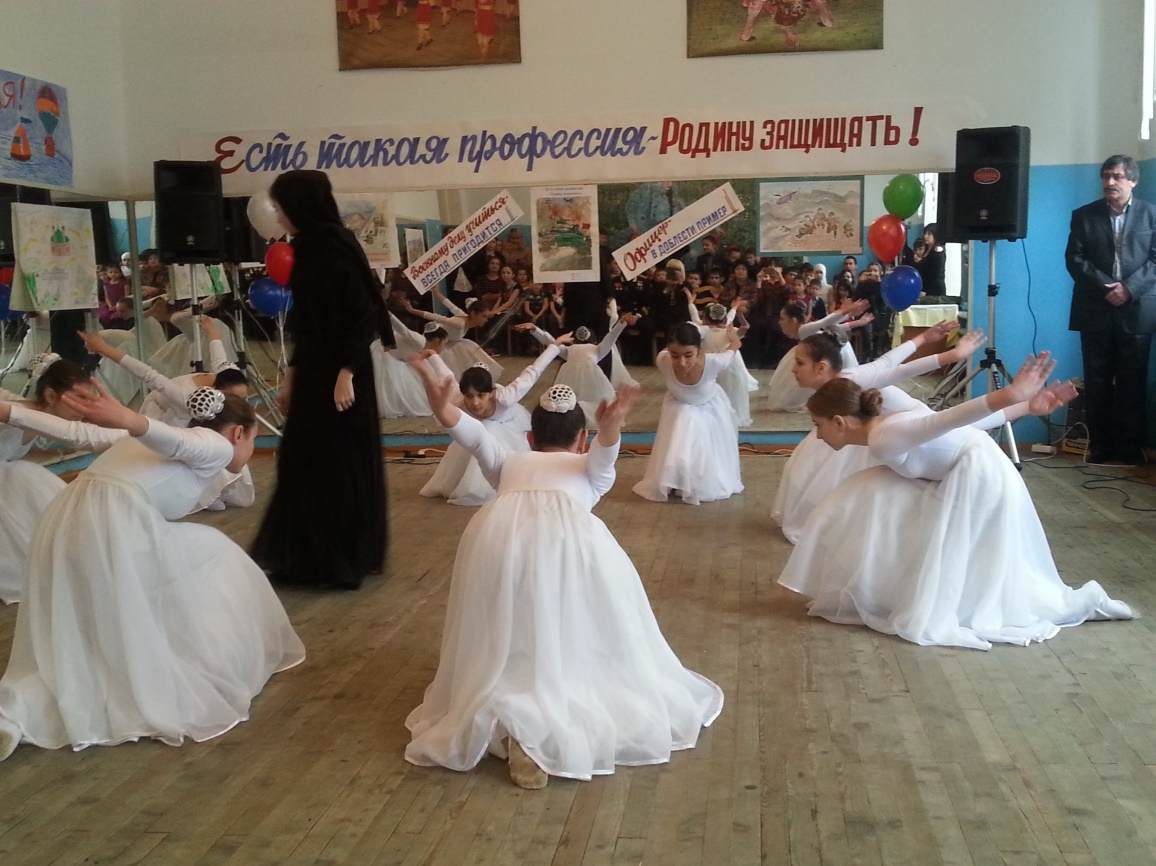 Я!
Есть такая профессия-Родину защищать!
Военному делу учиться-
ВСЕГДА ПРИГОДИТСЯ
Офицер-
В ДОБЛЕСТИ ПРИМЕР